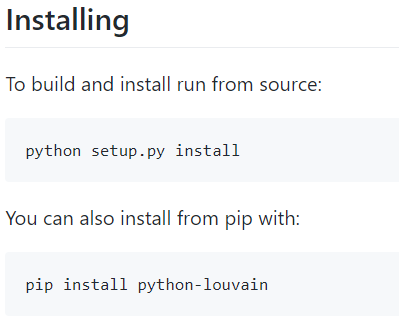 Installing
To build and install run from source:
python setup.py install
You can also install from pip with:
pip install python-louvain